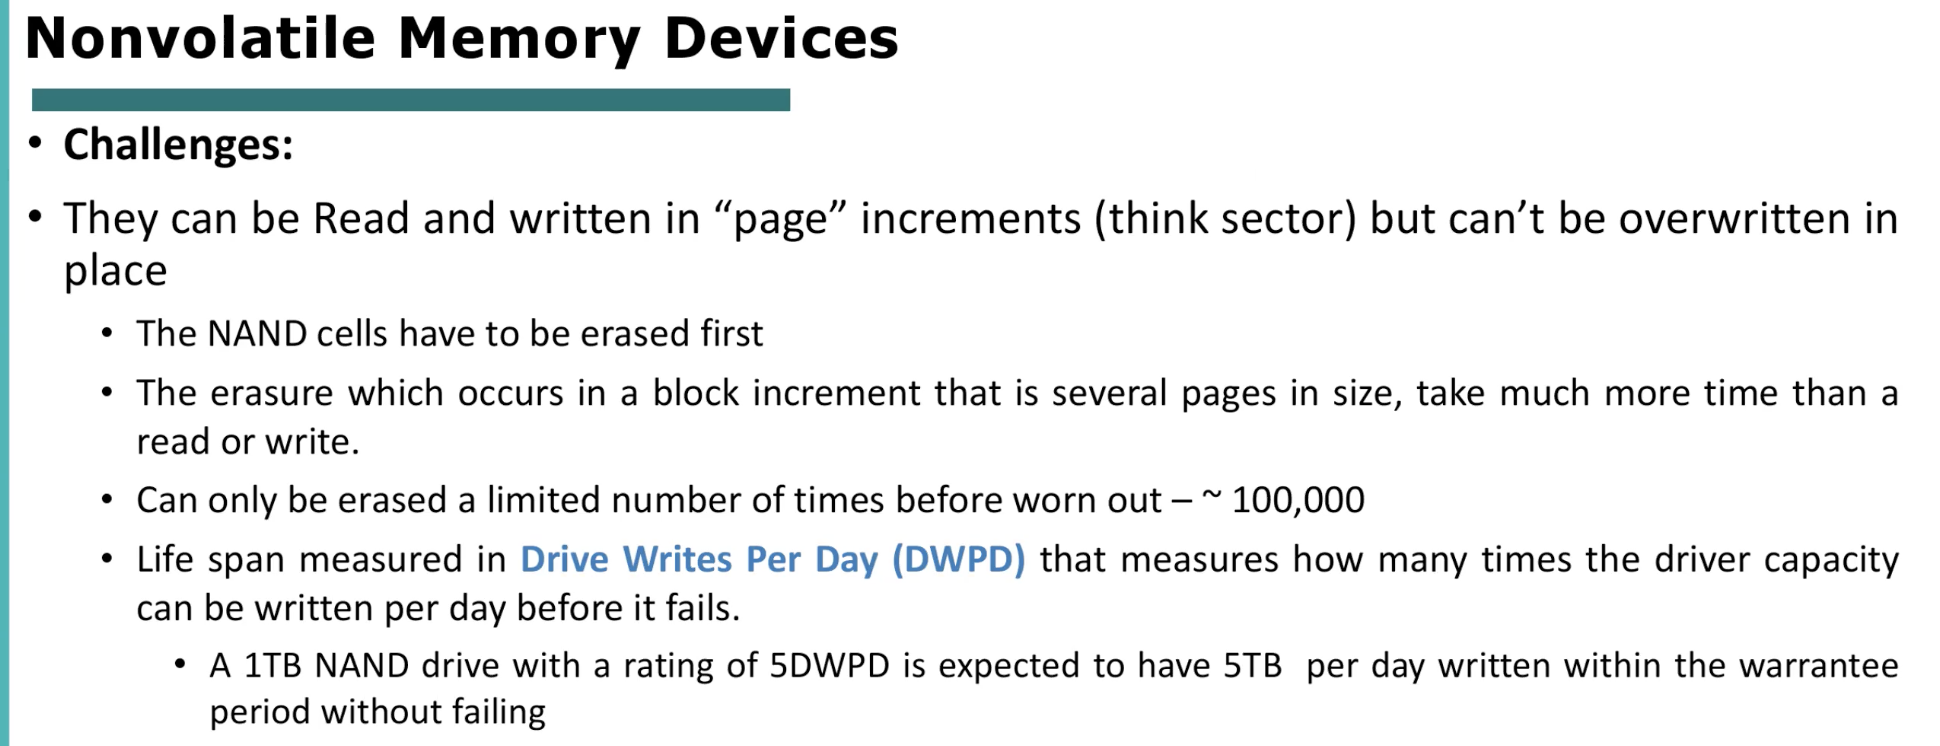 Nonvolatile Memory Devices
• Challenges:
• They can be Read and written in “page” increments (think sector) but can’t be overwritten in
place
• The NAND cells have to be erased first
• The erasure which occurs in a block increment that is several pages in size, take much more time than a
read or write.
• Can only be erased a limited number of times before worn out – ~ 100,000
• Life span measured in Drive Writes Per Day (DWPD) that measures how many times the driver capacity
can be written per day before it fails.
• A 1TB NAND drive with a rating of 5DWPD is expected to have 5TB per day written within the warrantee
period without failing